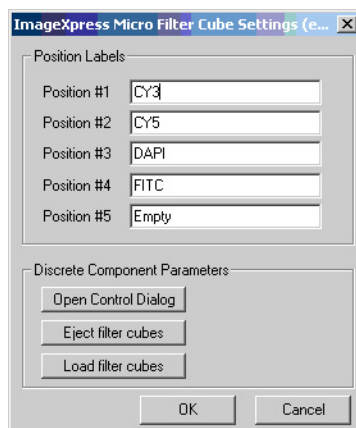 ImageXpress Micro Filter Cube Settings (e...
Position Labels
Position #1 CY3
Position #2 CY5
Position #3 DAPI
Position #4 FITC
Position #5 Empty
Discrete Component Parameters
Open Control Dialog
Eject filter cubes
Load filter cubes
OK Cancel